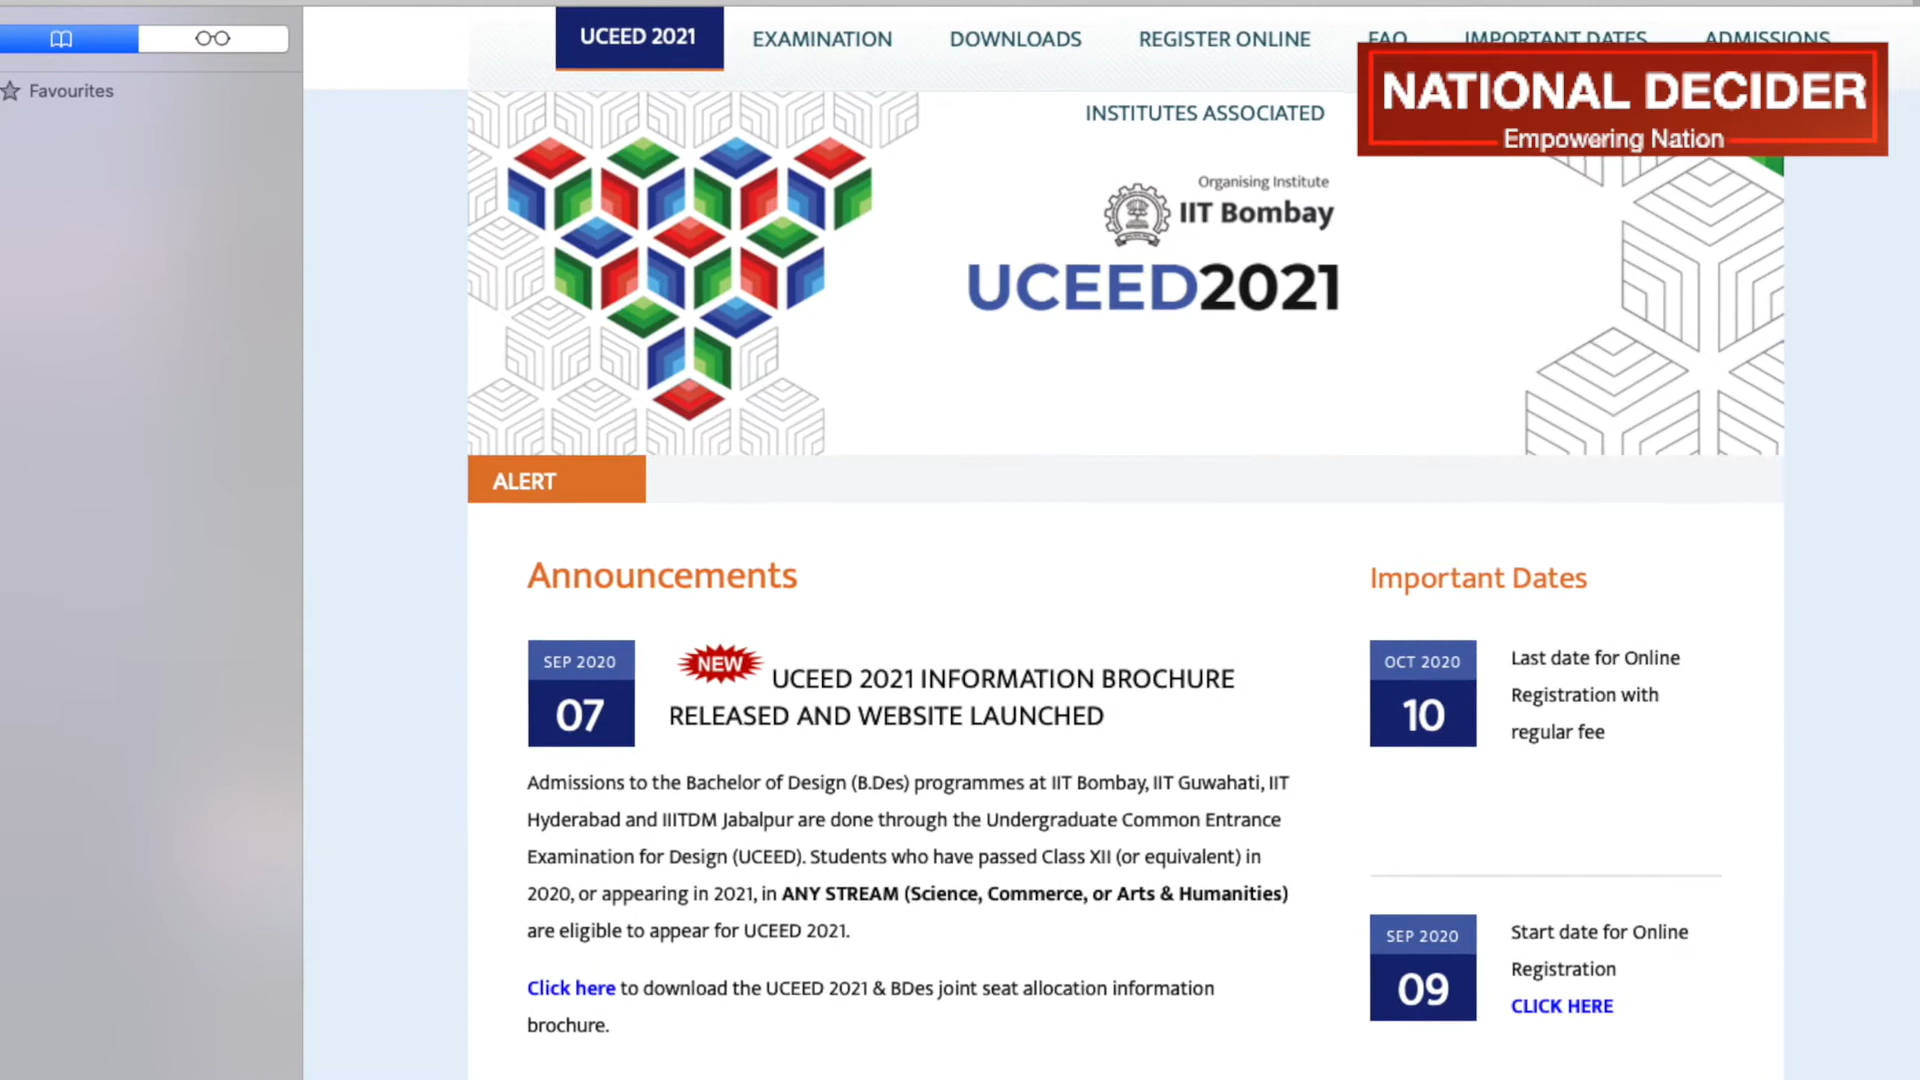 UCEED 2021
EXAMINATION
DOWNLOADS
REGISTER ONLINE
FAQ
IMPORTANT DATES
ADMISSIONS
INSTITUTES ASSOCIATED
NATIONAL DECIDER
Empowering Nation
Favourites
Organising Institute
IIT Bombay
UCEED2021
ALERT
Announcements
SEP 2020
07
NEW UCEED 2021 INFORMATION BROCHURE
RELEASED AND WEBSITE LAUNCHED
Admissions to the Bachelor of Design (B.Des) programmes at IIT Bombay, IIT Guwahati, IIT
Hyderabad and IIITDM Jabalpur are done through the Undergraduate Common Entrance
Examination for Design (UCEED). Students who have passed Class XII (or equivalent) in
2020, or appearing in 2021, in ANY STREAM (Science, Commerce, or Arts & Humanities)
are eligible to appear for UCEED 2021.
Click here to download the UCEED 2021 & BDes joint seat allocation information
brochure.
Important Dates
OCT 2020
10
Last date for Online
Registration with
regular fee
SEP 2020
09
Start date for Online
Registration
CLICK HERE